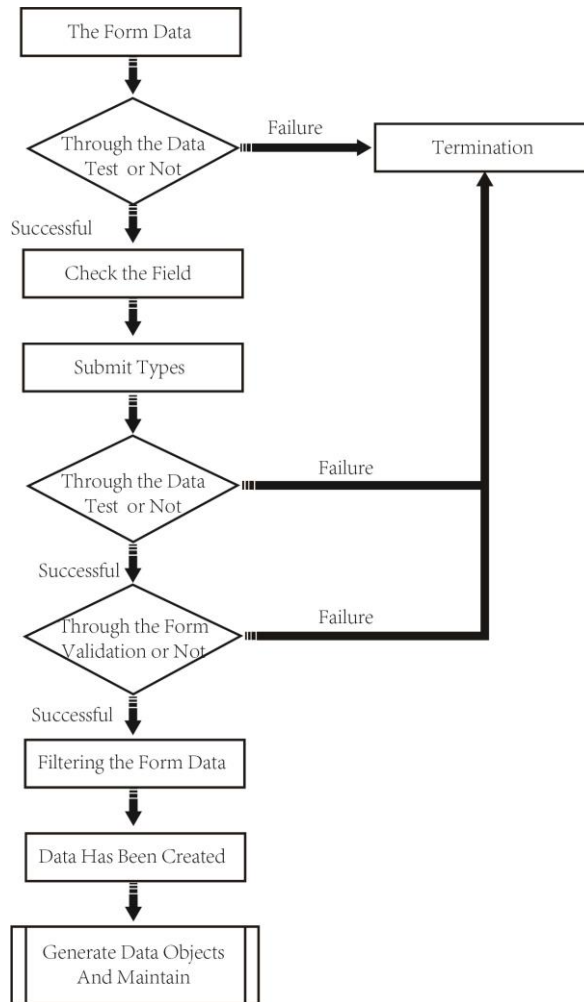 The Form Data
Through the Data
Test or Not
Failure
Termination
Successful
Check the Field
Submit Types
Through the Data
Test or Not
Failure
Successful
Through the Form
Validation or Not
Failure
Successful
Filtering the Form Data
Data Has Been Created
Generate Data Objects
And Maintain